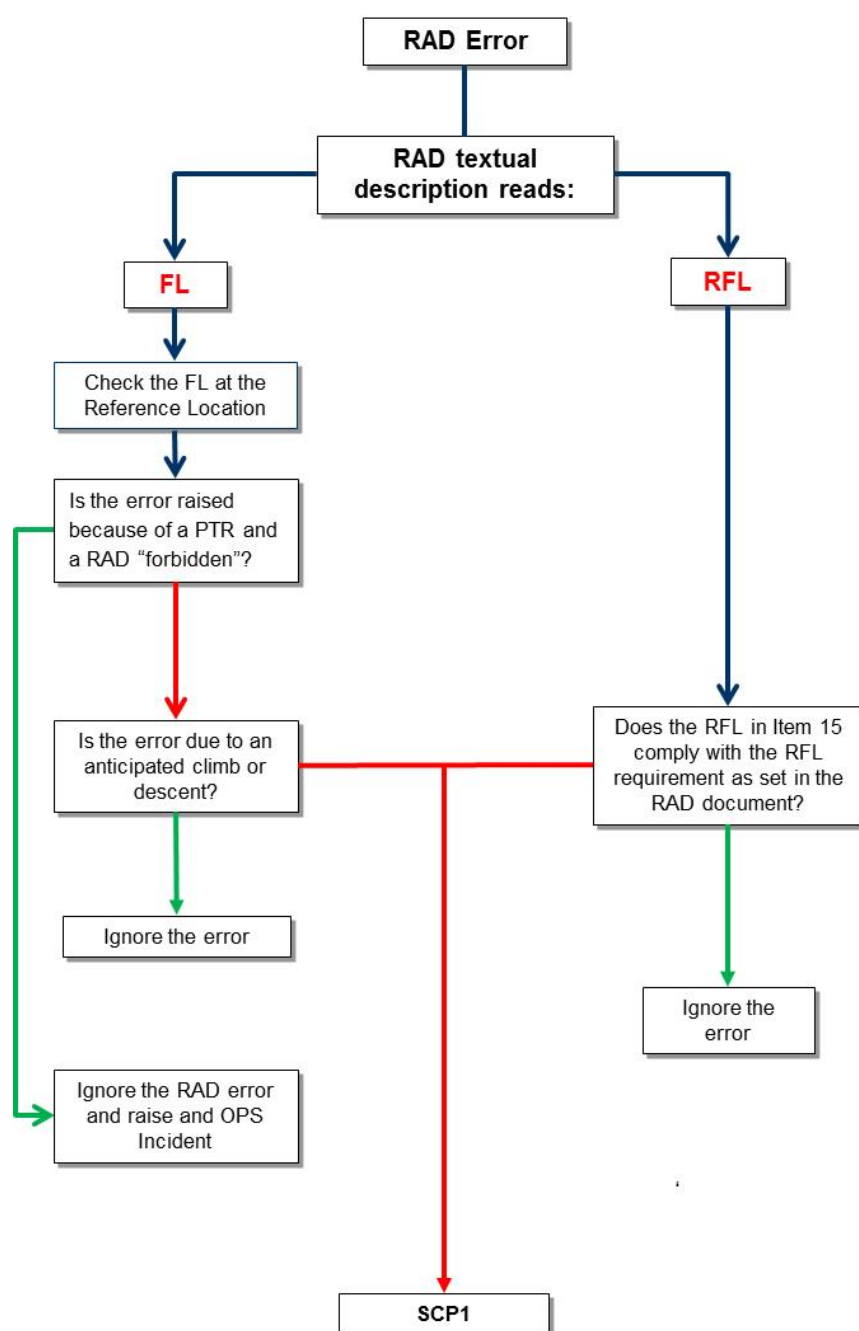 RAD Error
RAD textual
description reads:
FL
RFL
Check the FL at the
Reference Location
Is the error raised
because of a PTR and
a RAD “forbidden”?
Is the error due to an
anticipated climb or
descent?
Does the RFL in Item 15
comply with the RFL
requirement as set in the
RAD document?
Ignore the error
Ignore the
error
Ignore the RAD error
and raise and OPS
Incident
SCP1